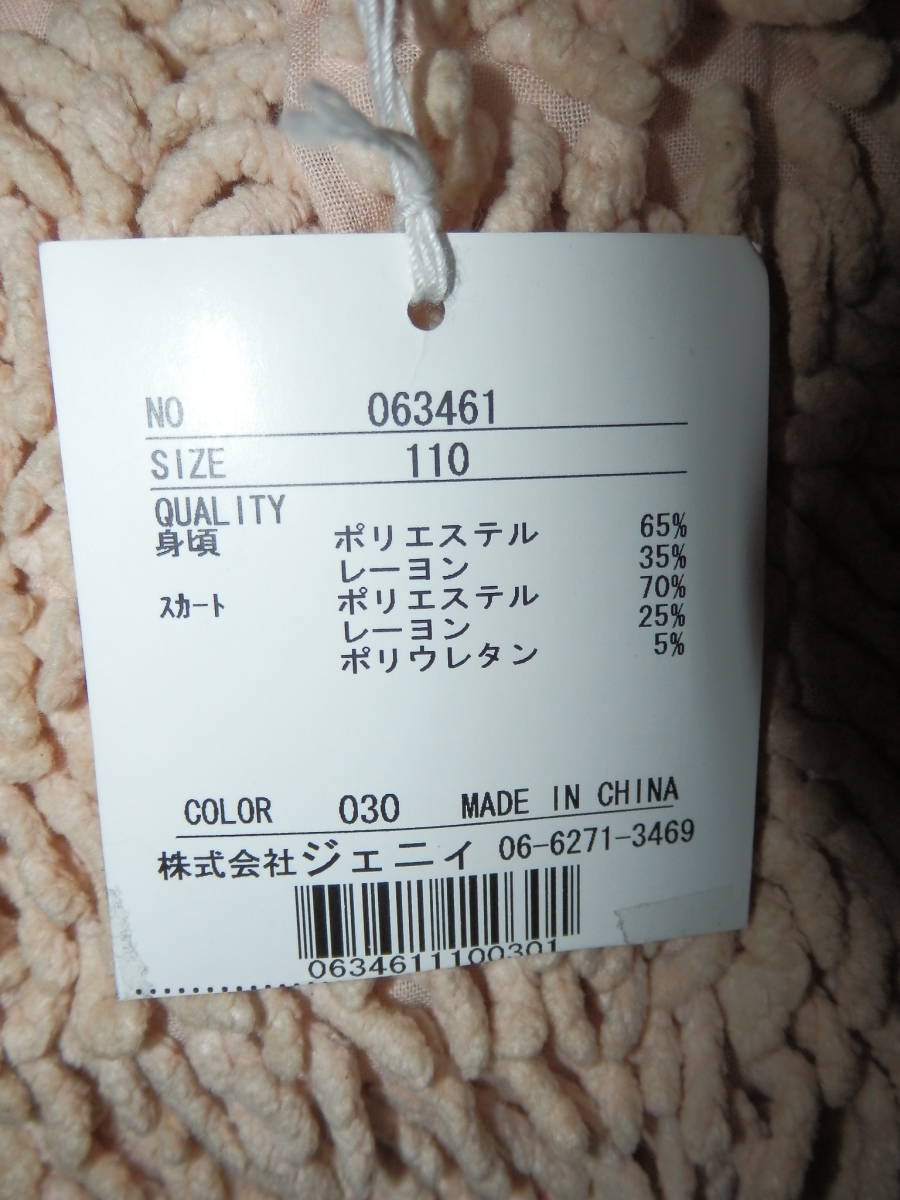 NO 063461
SIZE 110
QUALITY
身頃 ポリエステル 65%
レーヨン 35%
スカート ポリエステル 70%
レーヨン 25%
ポリウレタン 5%
COLOR 030 MADE IN CHINA
株式会社ジェニィ 06-6271-3469
0634611100301